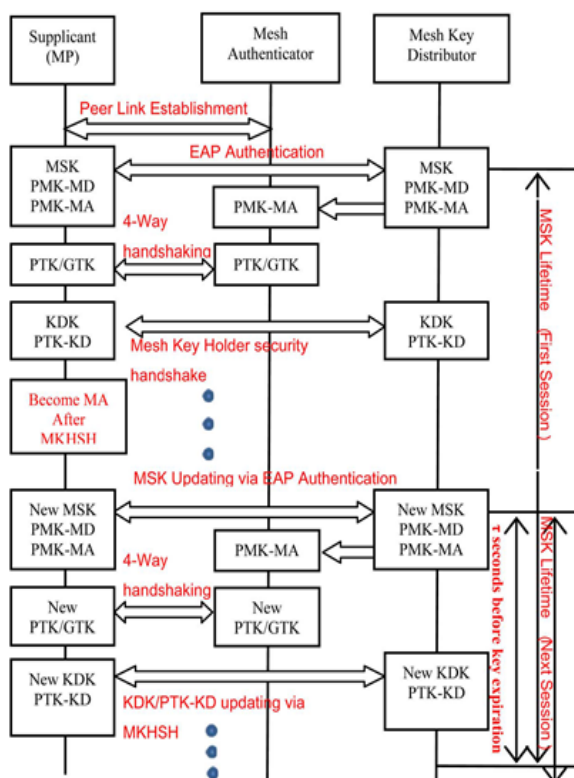 Supplicant
(MP)
Mesh
Authenticator
Mesh Key
Distributor
Peer Link Establishment
EAP Authentication
MSK
PMK-MD
PMK-MA
MSK
PMK-MD
PMK-MA
PMK-MA
4-Way
handshaking
PTK/GTK
PTK/GTK
KDK
PTK-KD
KDK
PTK-KD
Mesh Key Holder security
handshake
Become MA
After
MKHSH
MSK Lifetime (First Session)
MSK Updating via EAP Authentication
New MSK
PMK-MD
PMK-MA
New MSK
PMK-MD
PMK-MA
PMK-MA
4-Way
handshaking
New
PTK/GTK
New
PTK/GTK
New KDK
PTK-KD
New KDK
PTK-KD
KDK/PTK-KD updating via
MKHSH
τ seconds before key expiration
MSK Lifetime (Next Session)